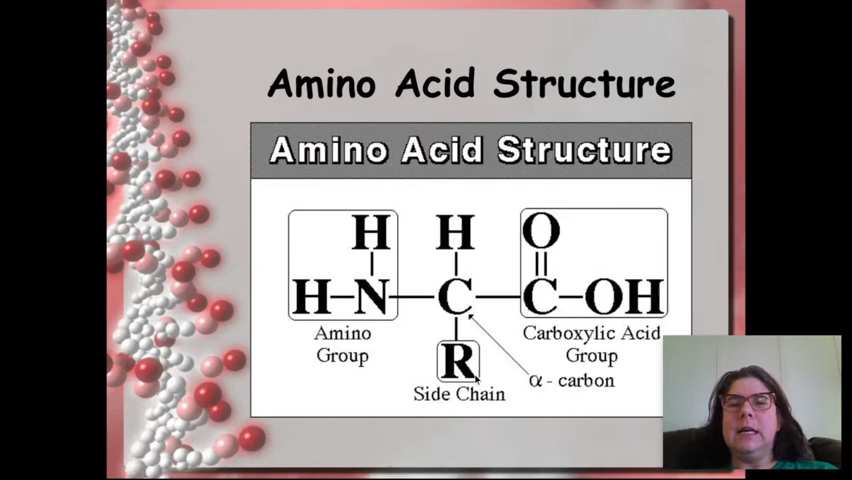 Amino Acid Structure
Amino Acid Structure
H H O
H N C C OH
Amino
Group
Carboxylic Acid
Group
R
α - carbon
Side Chain